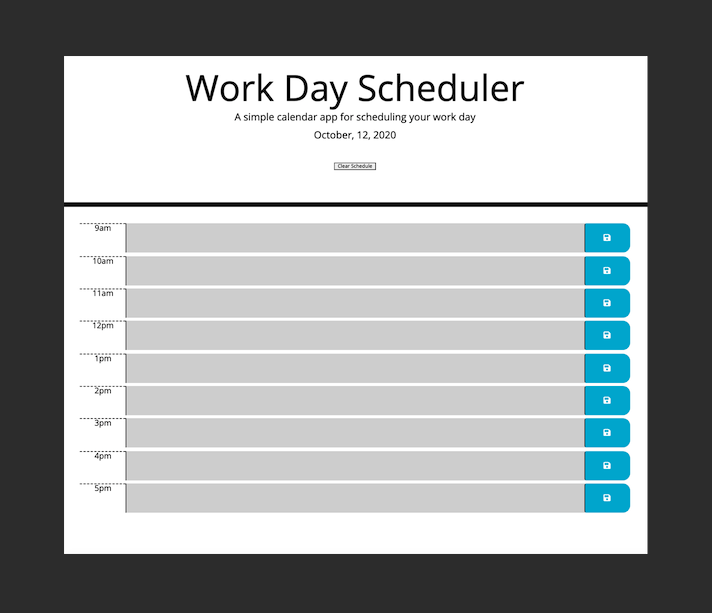 Work Day Scheduler
A simple calendar app for scheduling your work day
October, 12, 2020
Clear Schedule
9am
10am
11am
12pm
1pm
2pm
3pm
4pm
5pm